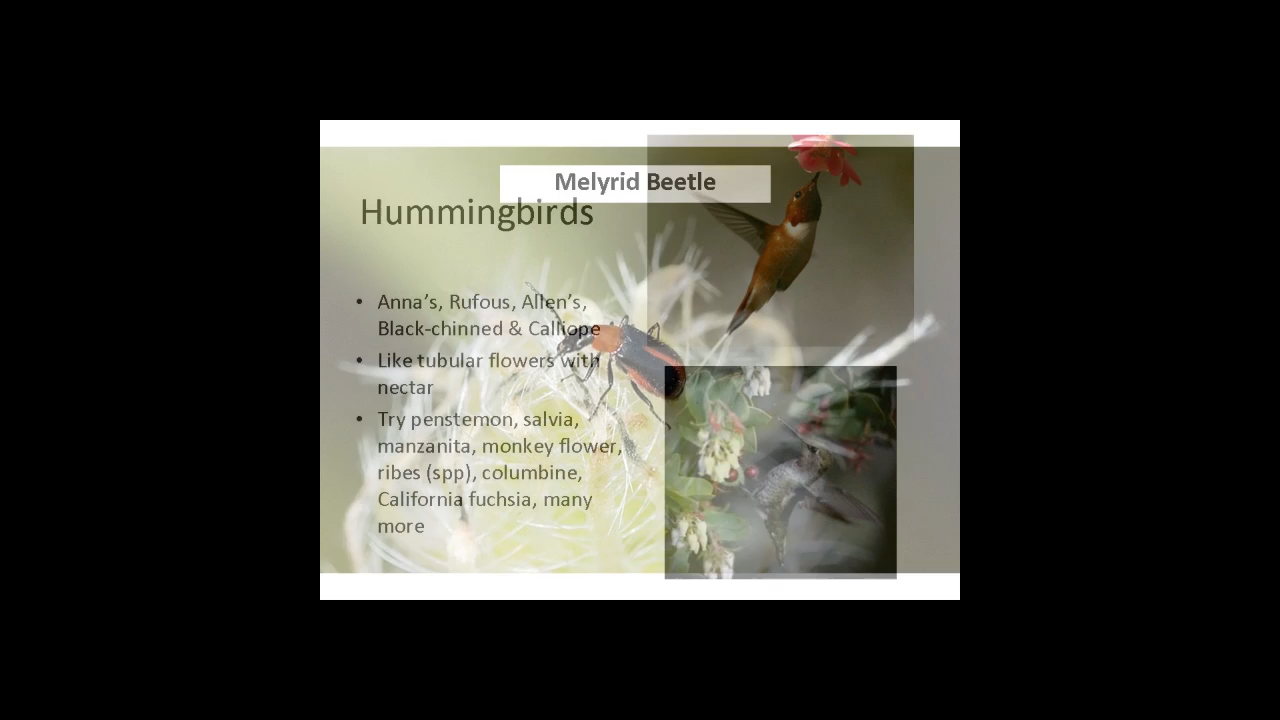 Melyrid Beetle
Hummingbirds
• Anna’s, Rufous, Allen’s,
Black-chinned & Calliope
• Like tubular flowers with
nectar
• Try penstemon, salvia,
manzanita, monkey flower,
ribes (spp), columbine,
California fuchsia, many
more